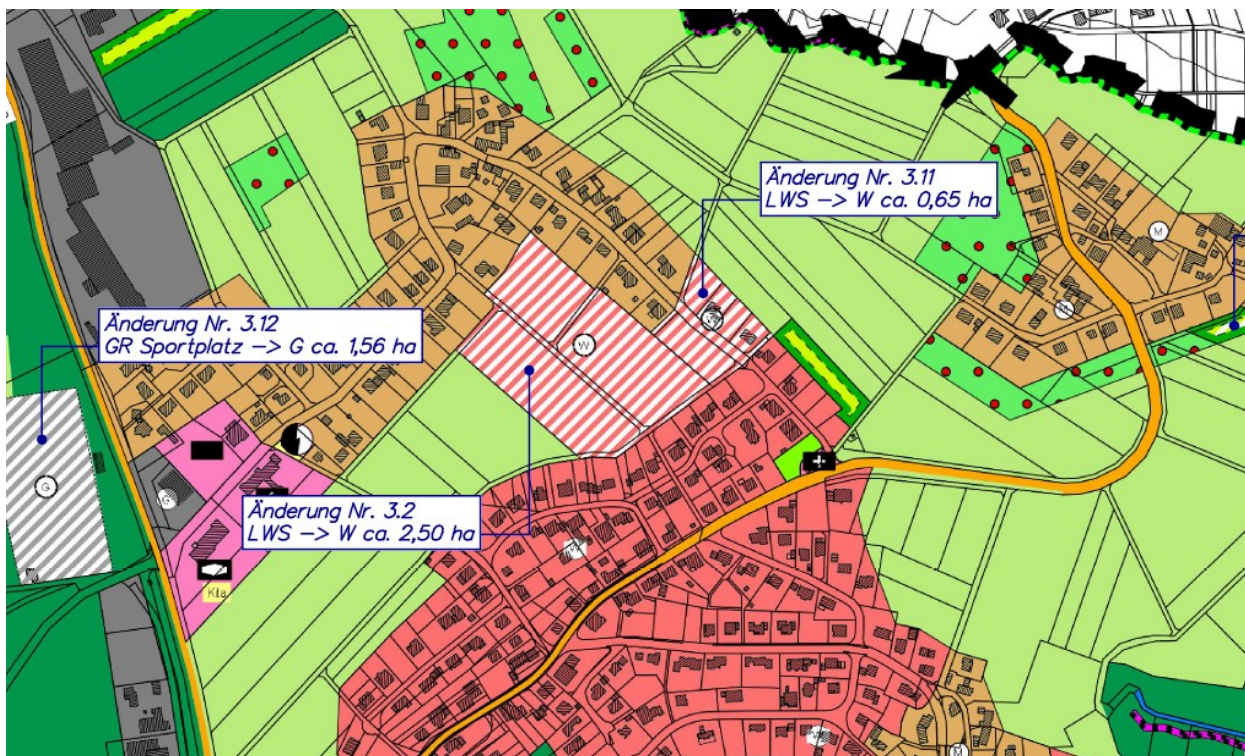 Änderung Nr. 3.11
LWS –> W ca. 0,65 ha
M
Änderung Nr. 3.12
GR Sportplatz –> G ca. 1,56 ha
W
G
G
Änderung Nr. 3.2
LWS –> W ca. 2,50 ha
Kita
M